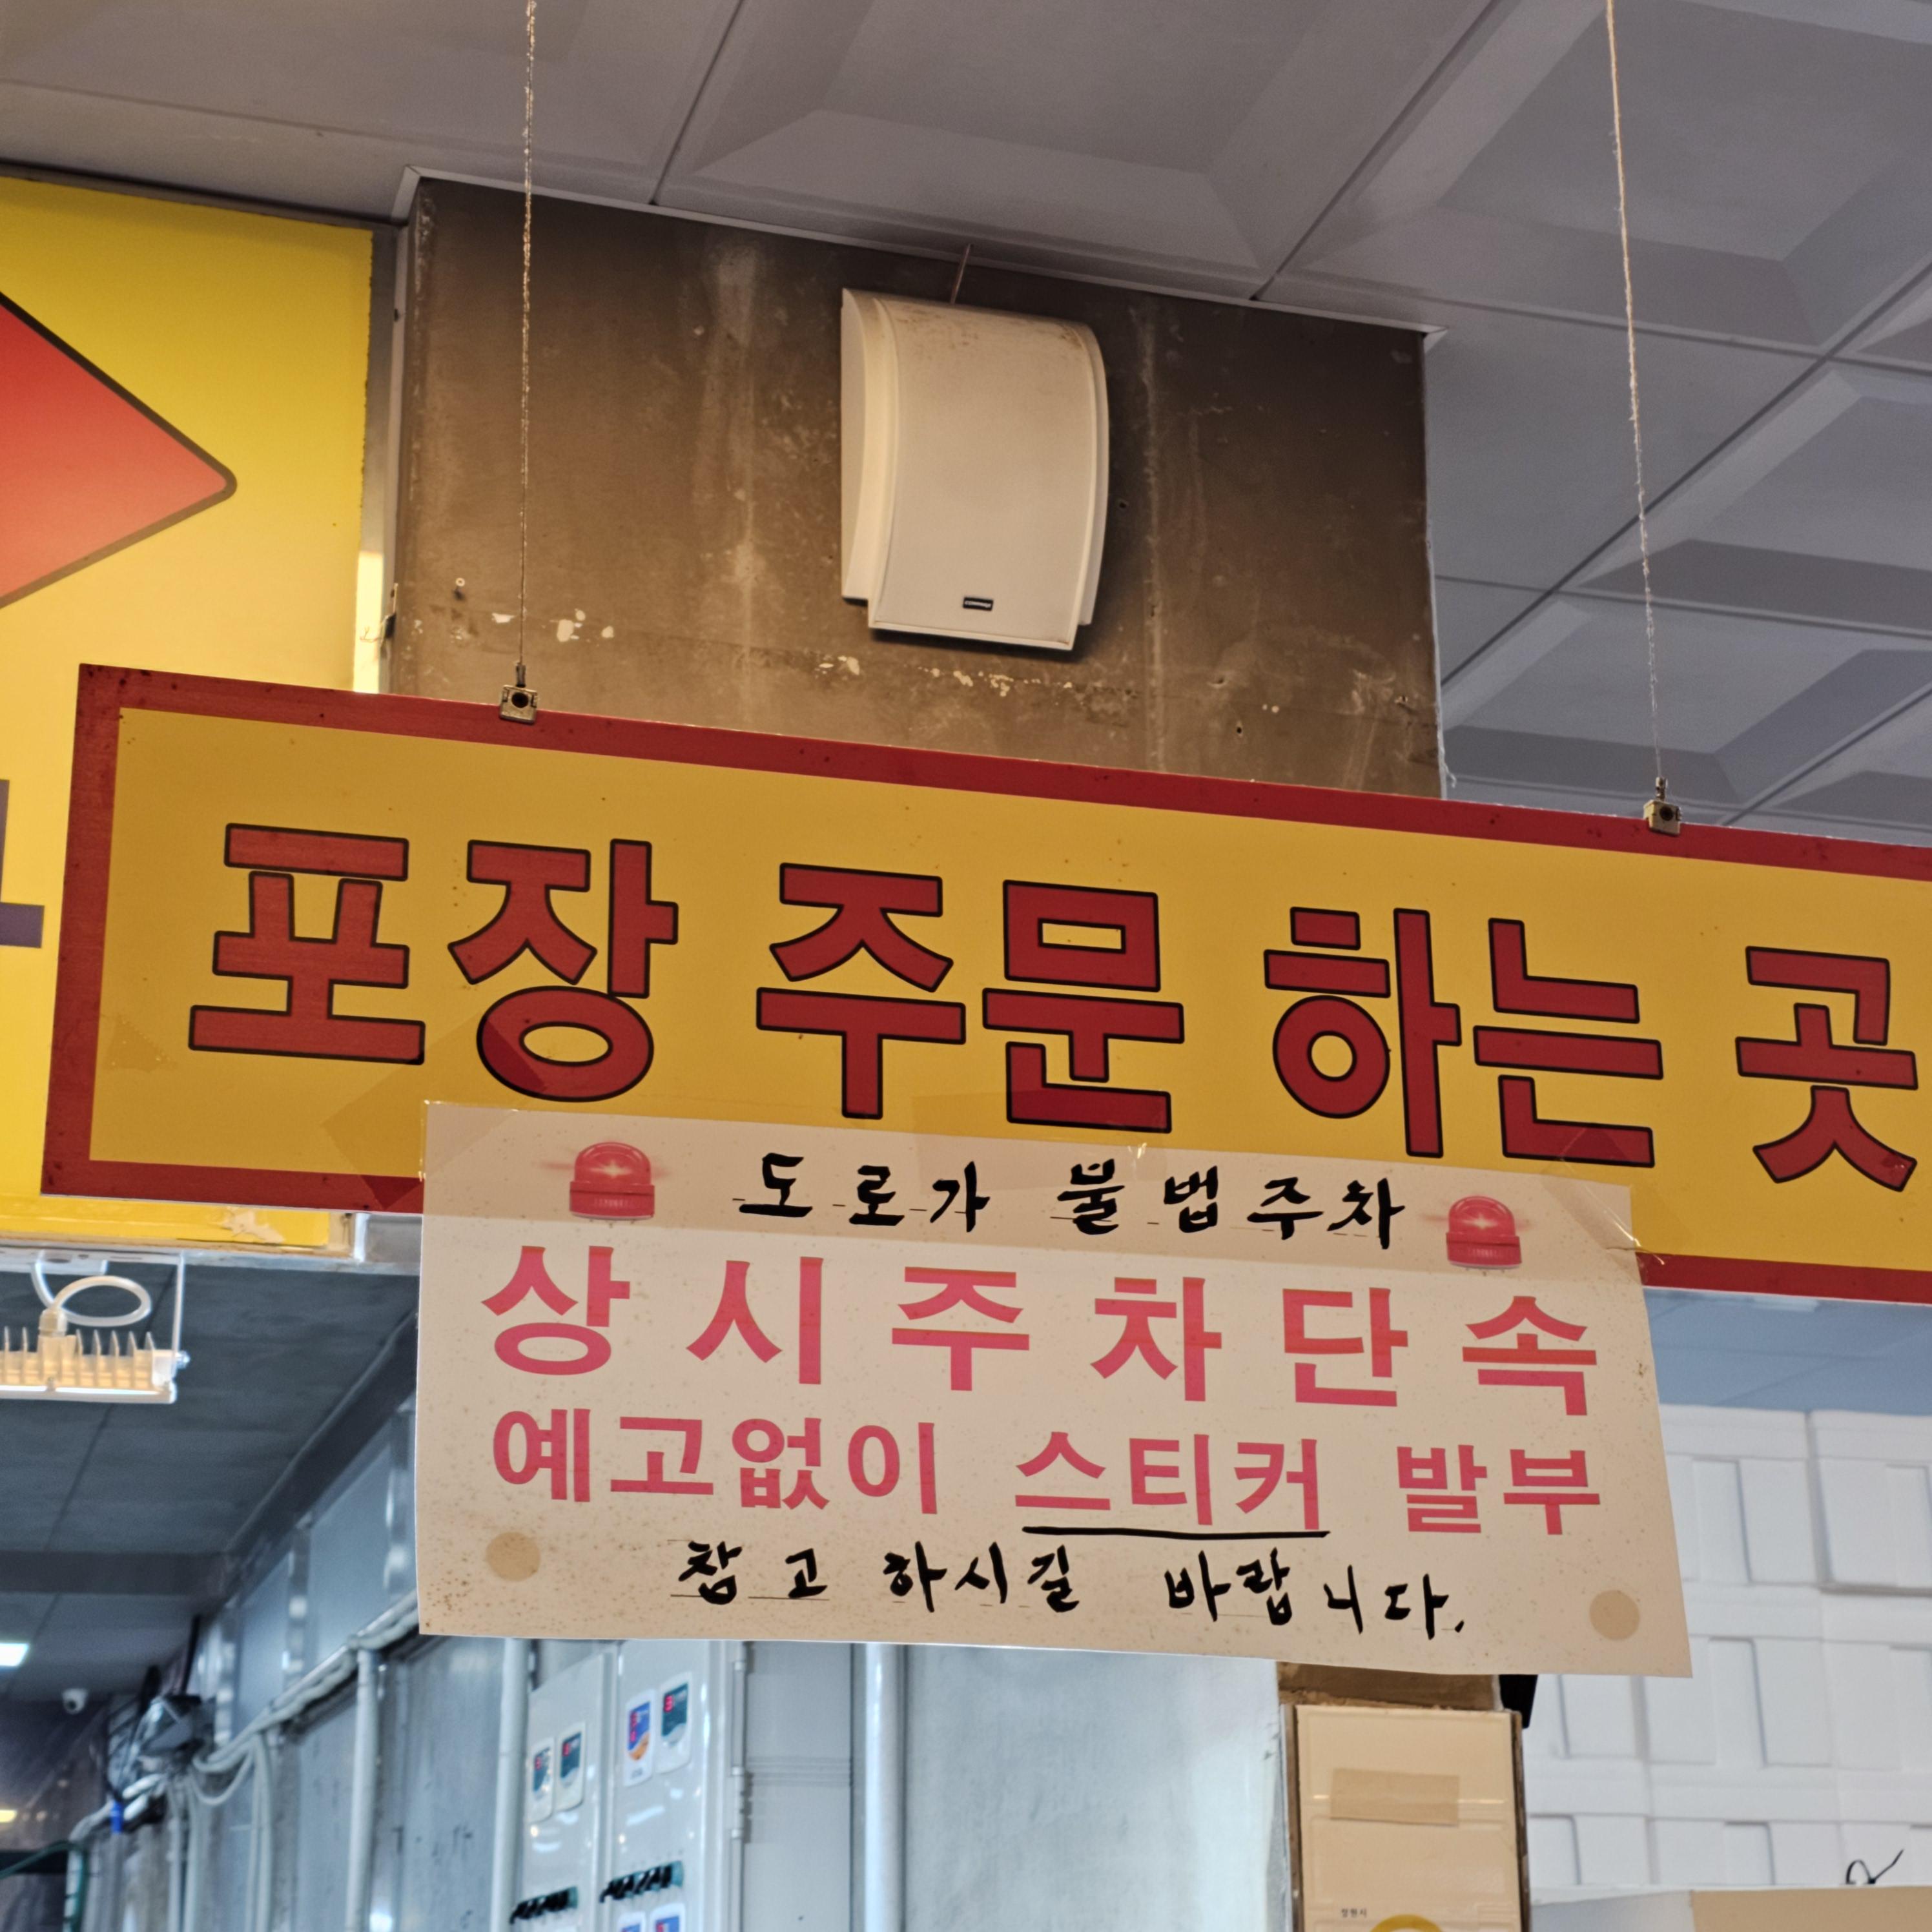 포장 주문 하는 곳
도로가 불법주차
상시주차단속
예고없이 스티커 발부
참고 하시길 바랍니다.